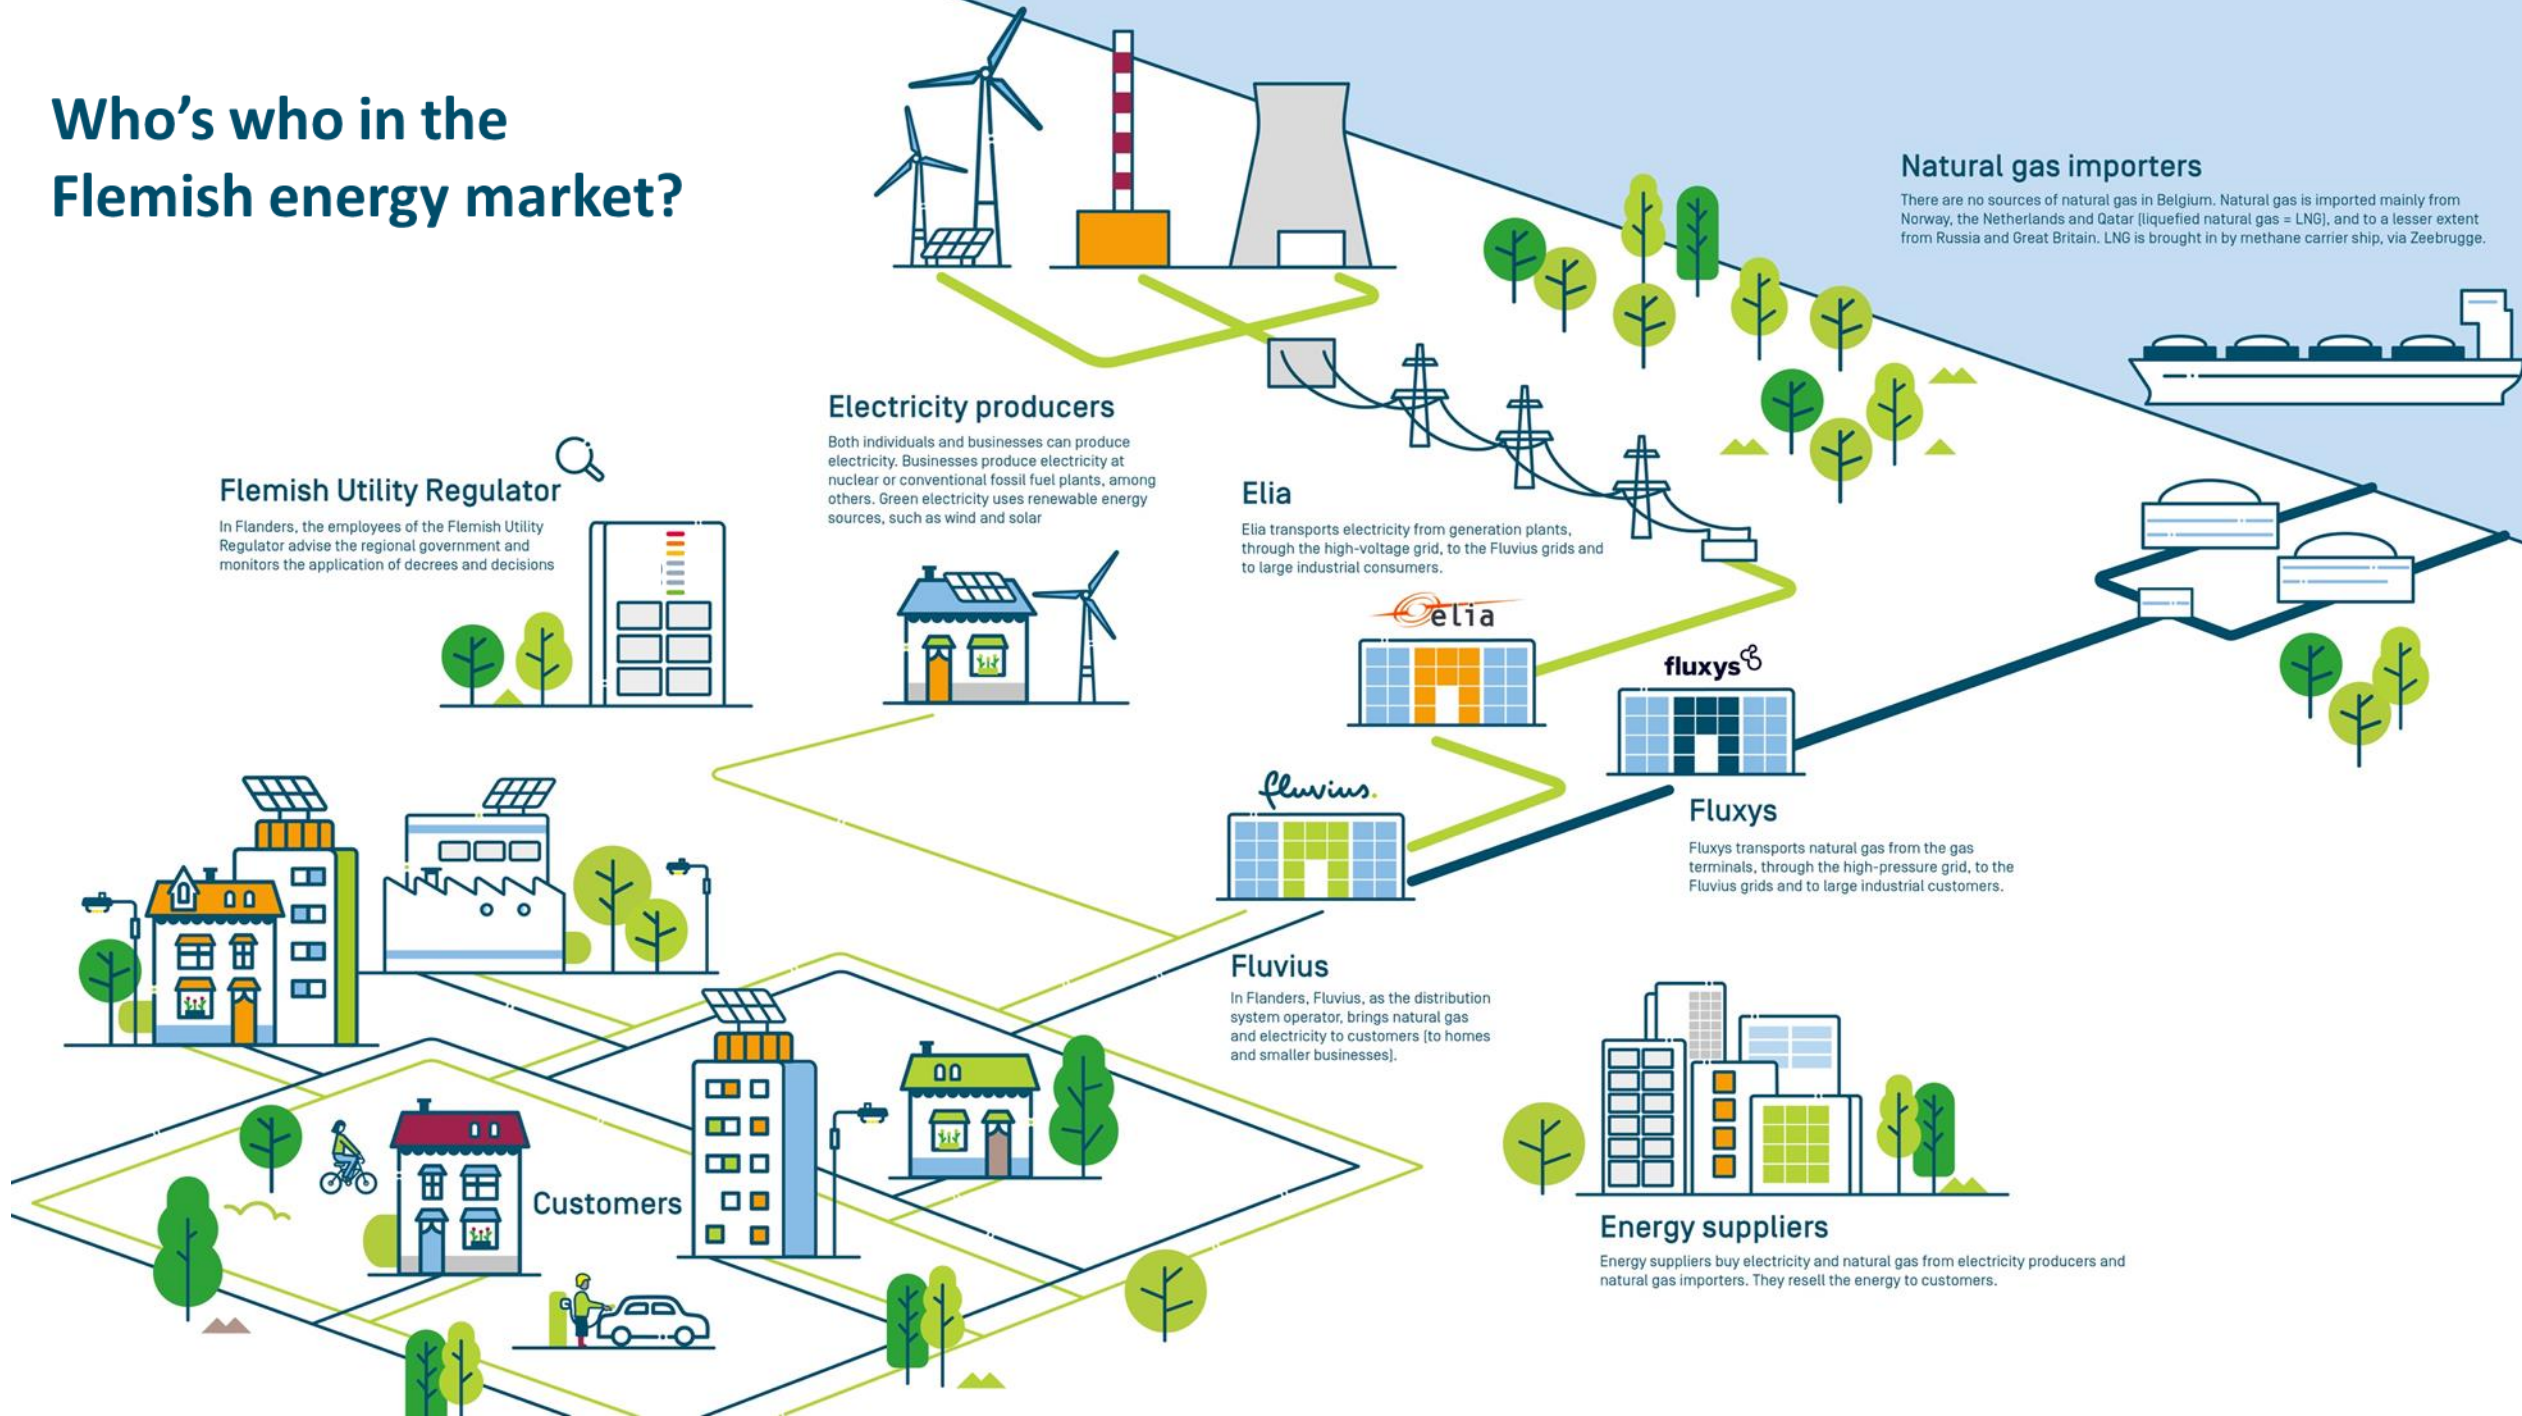 Who's who in the
Flemish energy market?
Natural gas importers
There are no sources of natural gas in Belgium. Natural gas is imported mainly from
Norway, the Netherlands and Qatar (liquefied natural gas = LNG), and to a lesser extent
from Russia and Great Britain. LNG is brought in by methane carrier ship, via Zeebrugge.
Electricity producers
Both individuals and businesses can produce
electricity. Businesses produce electricity at
nuclear or conventional fossil fuel plants, among
others. Green electricity uses renewable energy
sources, such as wind and solar
Flemish Utility Regulator
In Flanders, the employees of the Flemish Utility
Regulator advise the regional government and
monitors the application of decrees and decisions
Elia
Elia transports electricity from generation plants,
through the high-voltage grid, to the Fluvius grids and
to large industrial consumers.
elia
fluxys
fluvius.
Fluxys
Fluxys transports natural gas from the gas
terminals, through the high-pressure grid, to the
Fluvius grids and to large industrial customers.
Fluvius
In Flanders, Fluvius, as the distribution
system operator, brings natural gas
and electricity to customers (to homes
and smaller businesses).
Customers
Energy suppliers
Energy suppliers buy electricity and natural gas from electricity producers and
natural gas importers. They resell the energy to customers.